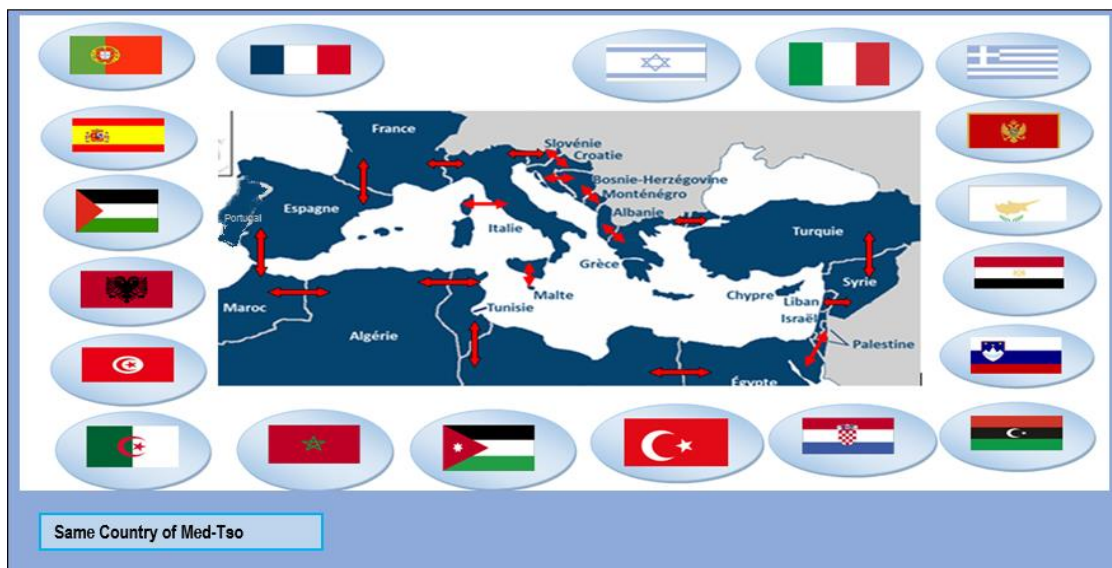 France
Slovénie
Croatie
Bosnie-Herzégovine
Monténégro
Albanie
Portugal
Espagne
Italie
Turquie
Grèce
Syrie
Malte
Chypre
Liban
Maroc
Tunisie
Israël
Algérie
Palestine
Égypte
Same Country of Med-Tso